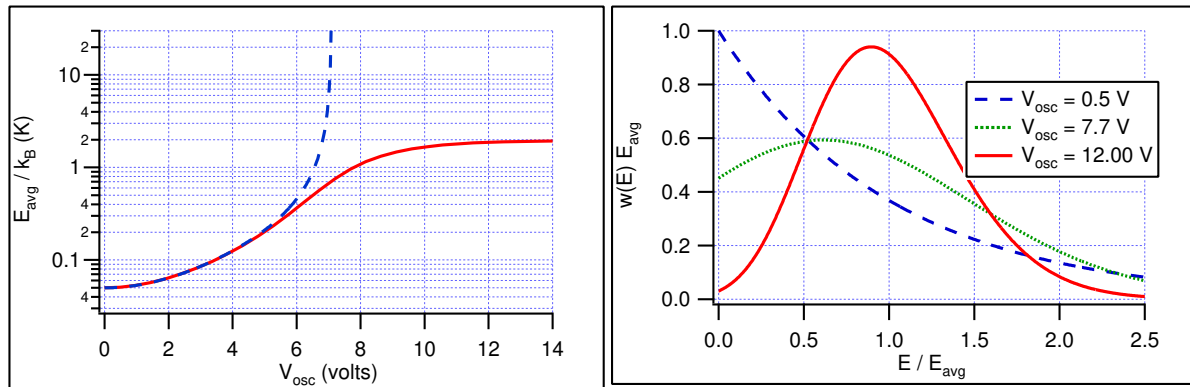 E_avg / k_B (K)
2
10
4
2
1
4
2
0.1
4
0 2 4 6 8 10 12 14
V_osc (volts)
w(E) E_avg
1.0
0.8
0.6
0.4
0.2
0.0
V_osc = 0.5 V
V_osc = 7.7 V
V_osc = 12.00 V
0.0 0.5 1.0 1.5 2.0 2.5
E / E_avg